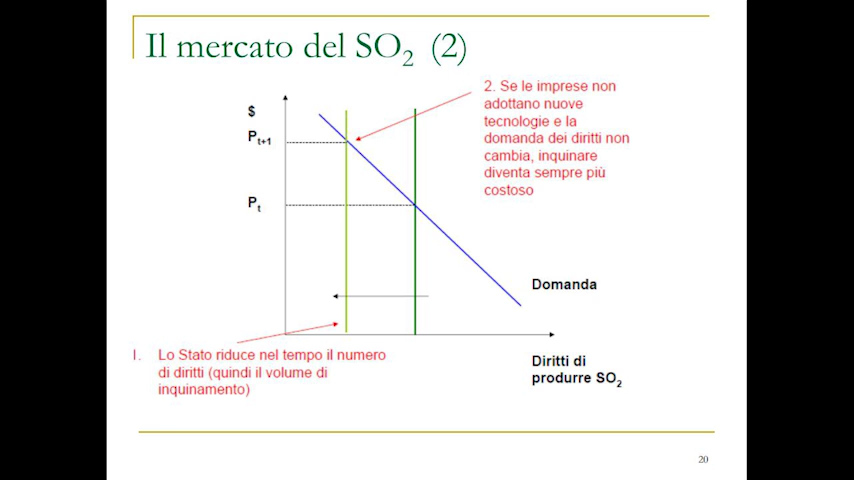 Il mercato del SO2 (2)
2. Se le imprese non
adottano nuove
tecnologie e la
domanda dei diritti non
cambia, inquinare
diventa sempre più
costoso
$
Pt+1
Pt
Domanda
I. Lo Stato riduce nel tempo il numero
di diritti (quindi il volume di
inquinamento)
Diritti di
produrre SO2
20